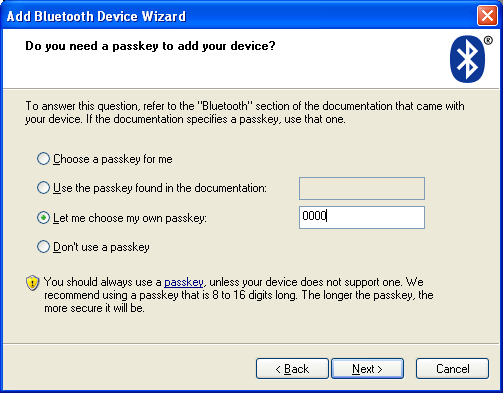 Add Bluetooth Device Wizard
Do you need a passkey to add your device?
®
To answer this question, refer to the "Bluetooth" section of the documentation that came with
your device. If the documentation specifies a passkey, use that one.
Choose a passkey for me
Use the passkey found in the documentation:
Let me choose my own passkey: 0000
Don't use a passkey
You should always use a passkey, unless your device does not support one. We
recommend using a passkey that is 8 to 16 digits long. The longer the passkey, the
more secure it will be.
< Back Next > Cancel